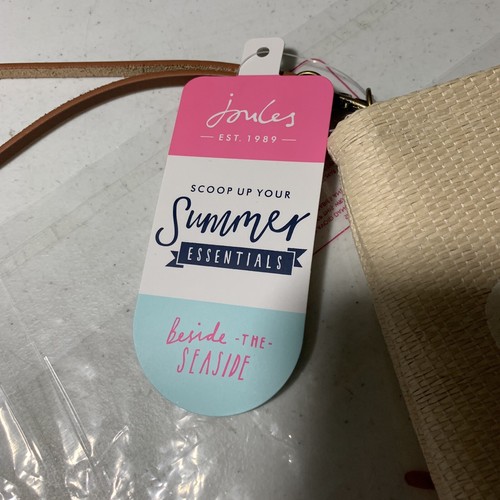 joules
— EST. 1989 —
SCOOP UP YOUR
Summer
ESSENTIALS
Beside -THE-
SEASIDE